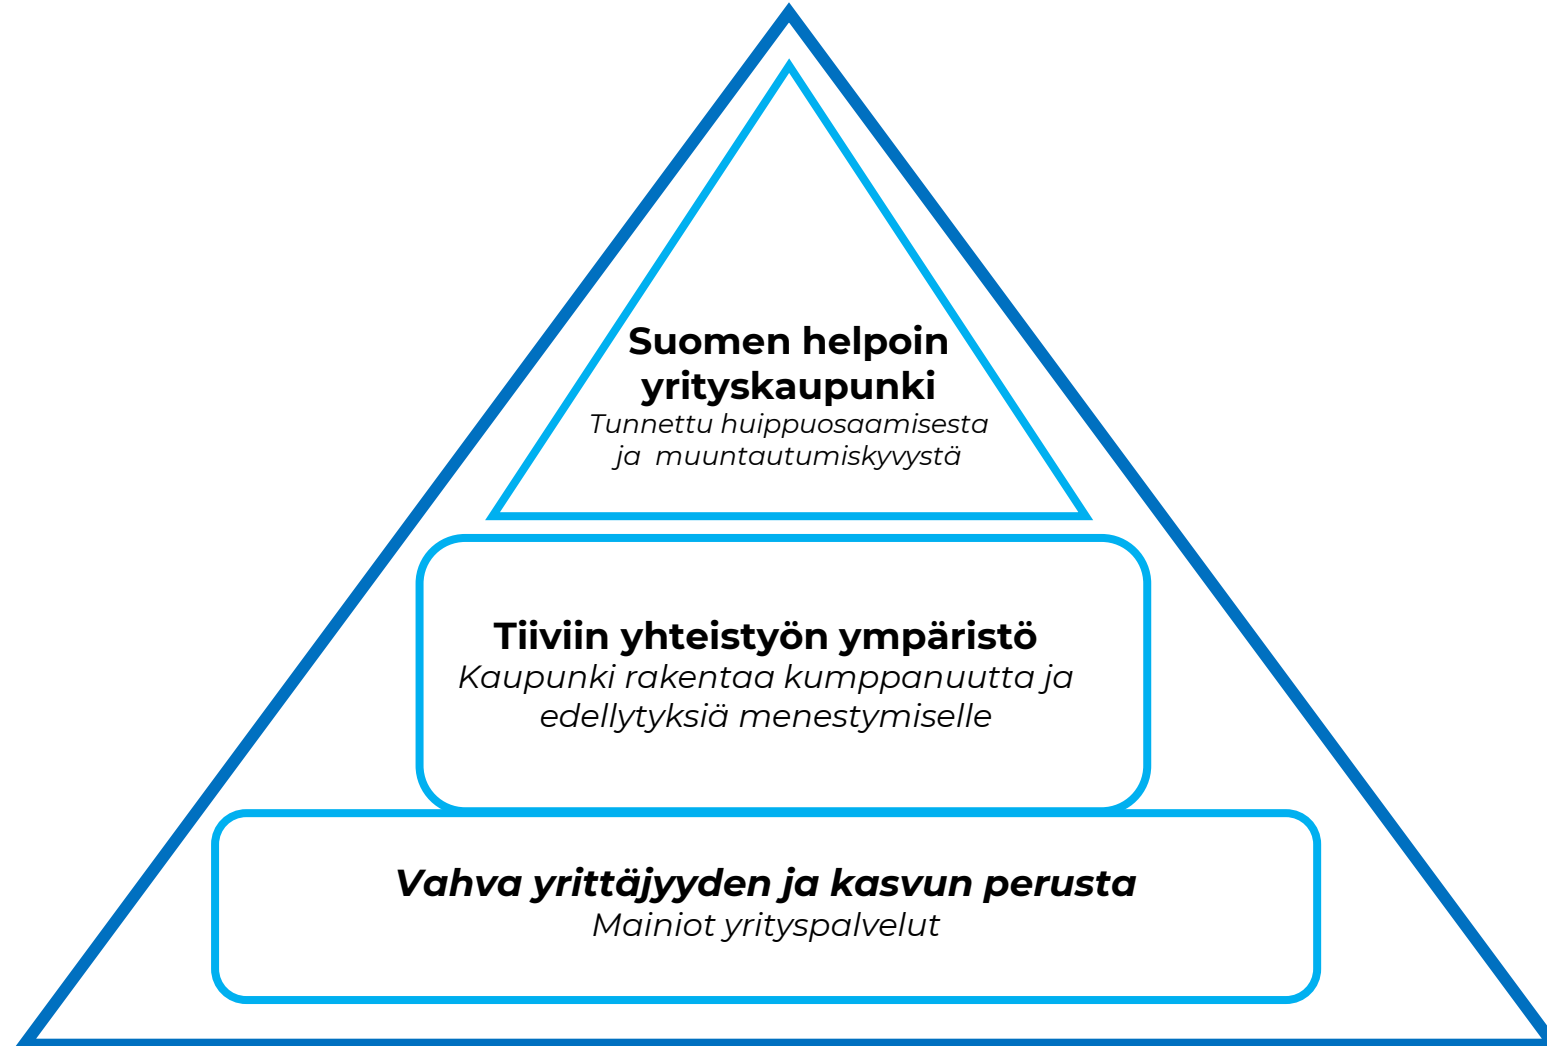 Suomen helpoin
yrityskaupunki
Tunnettu huippuosaamisesta
ja muuntautumiskyvystä
Tiiviin yhteistyön ympäristö
Kaupunki rakentaa kumppanuutta ja
edellytyksiä menestymiselle
Vahva yrittäjyyden ja kasvun perusta
Mainiot yrityspalvelut